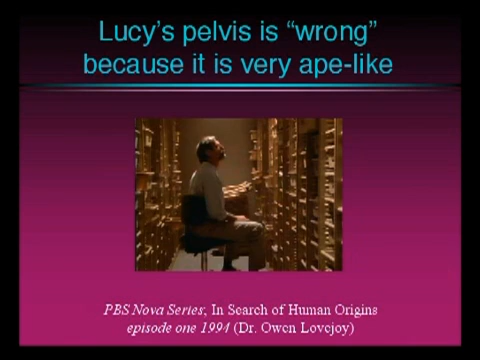 Lucy’s pelvis is “wrong”
because it is very ape-like
PBS Nova Series, In Search of Human Origins
episode one 1994 (Dr. Owen Lovejoy)